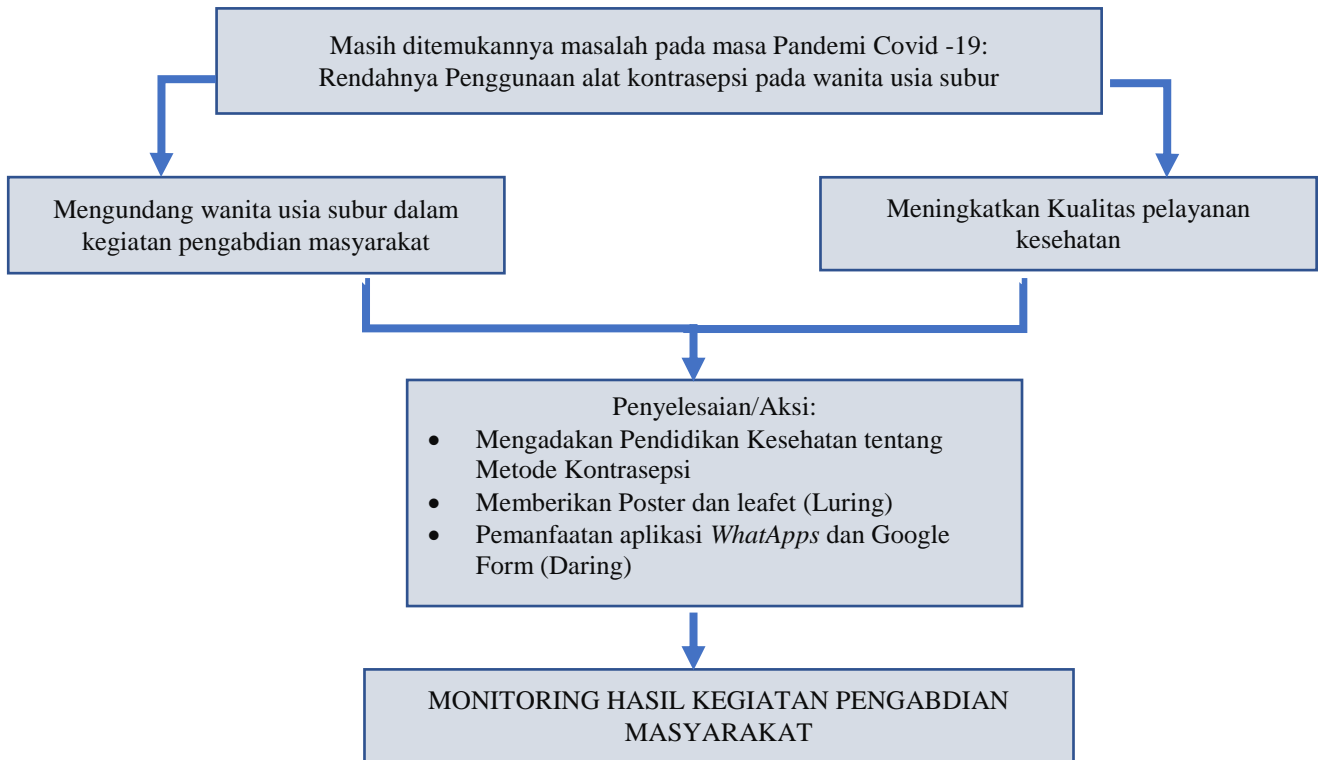 Masih ditemukannya masalah pada masa Pandemi Covid -19:
Rendahnya Penggunaan alat kontrasepsi pada wanita usia subur
Mengundang wanita usia subur dalam
kegiatan pengabdian masyarakat
Meningkatkan Kualitas pelayanan
kesehatan
Penyelesaian/Aksi:
• Mengadakan Pendidikan Kesehatan tentang
Metode Kontrasepsi
• Memberikan Poster dan leafet (Luring)
• Pemanfaatan aplikasi WhatApps dan Google
Form (Daring)
MONITORING HASIL KEGIATAN PENGABDIAN
MASYARAKAT